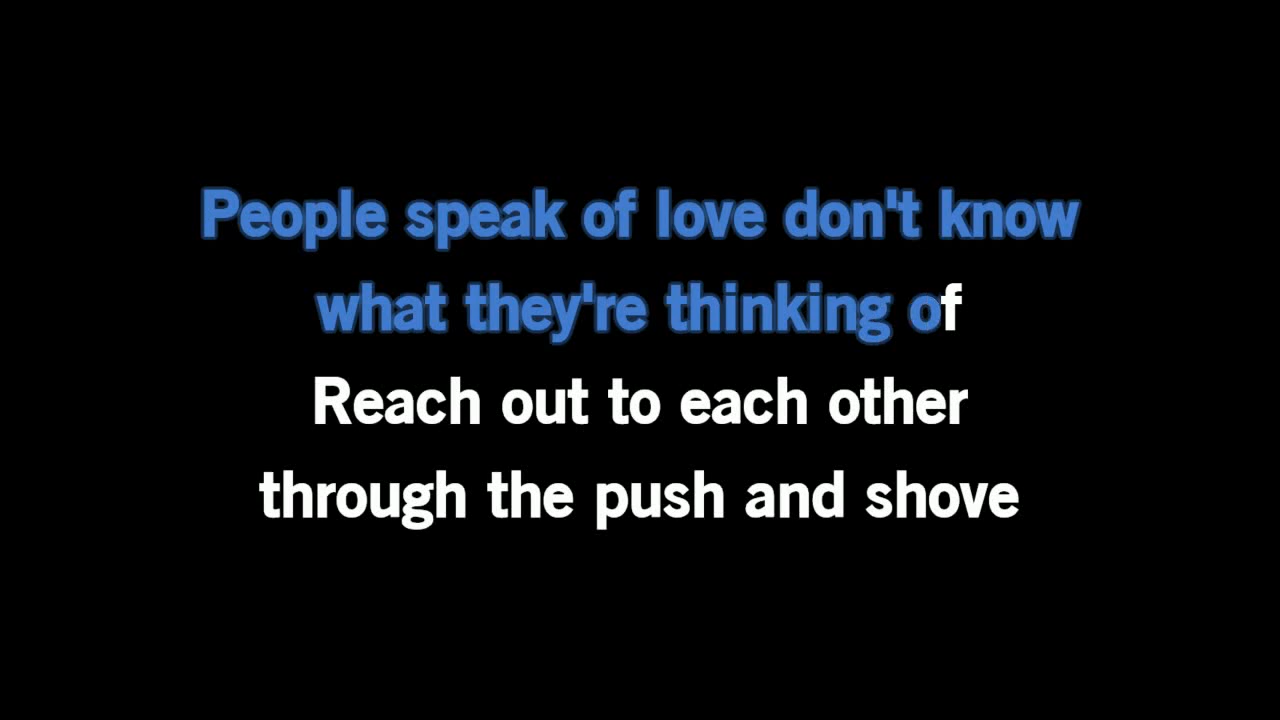 People speak of love don't know
what they're thinking of
Reach out to each other
through the push and shove